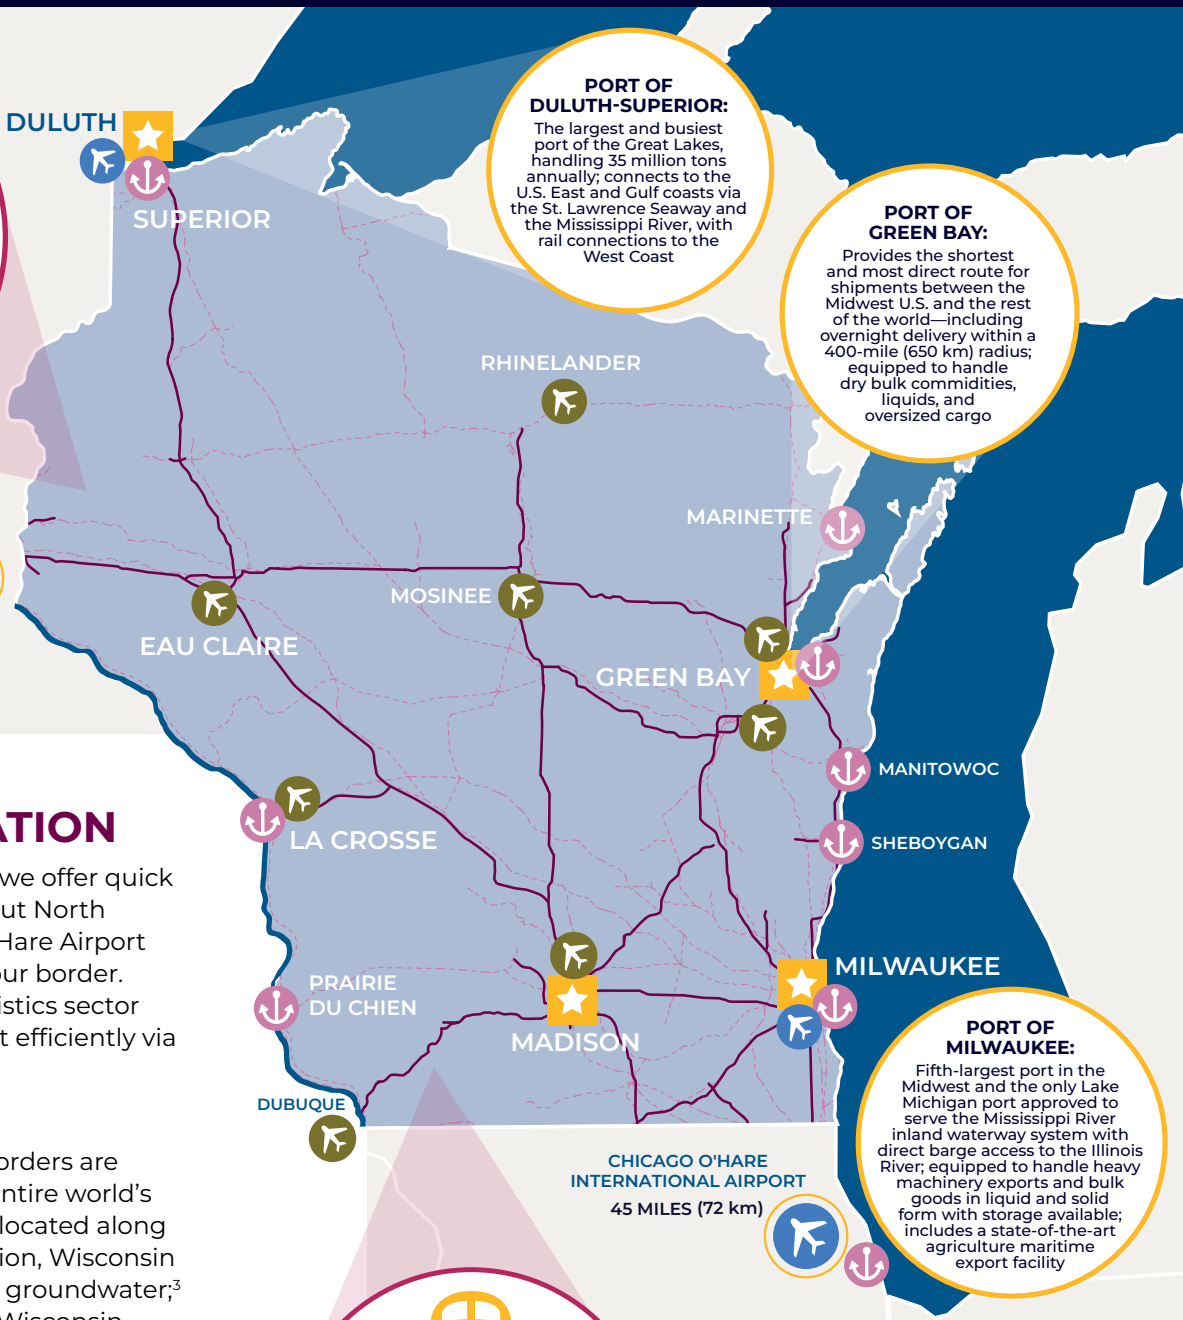 PORT OF
DULUTH-SUPERIOR:
The largest and busiest
port of the Great Lakes,
handling 35 million tons
annually; connects to the
U.S. East and Gulf coasts via
the St. Lawrence Seaway and
the Mississippi River, with
rail connections to the
West Coast
DULUTH
SUPERIOR
PORT OF
GREEN BAY:
Provides the shortest
and most direct route for
shipments between the
Midwest U.S. and the rest
of the world—including
overnight delivery within a
400-mile (650 km) radius;
equipped to handle
dry bulk commidities,
liquids, and
oversized cargo
RHINELANDER
MARINETTE
MOSINEE
EAU CLAIRE
GREEN BAY
MANITOWOC
SHEBOYGAN
LA CROSSE
ATION
we offer quick
ut North
Hare Airport
our border.
istics sector
t efficiently via
PRAIRIE
DU CHIEN
MADISON
MILWAUKEE
PORT OF
MILWAUKEE:
Fifth-largest port in the
Midwest and the only Lake
Michigan port approved to
serve the Mississippi River
inland waterway system with
direct barge access to the Illinois
River; equipped to handle heavy
machinery exports and bulk
goods in liquid and solid
form with storage available;
includes a state-of-the-art
agriculture maritime
export facility
DUBUQUE
orders are
entire world's
located along
ion, Wisconsin
groundwater;³
Wisconsin
CHICAGO O'HARE
INTERNATIONAL AIRPORT
45 MILES (72 km)